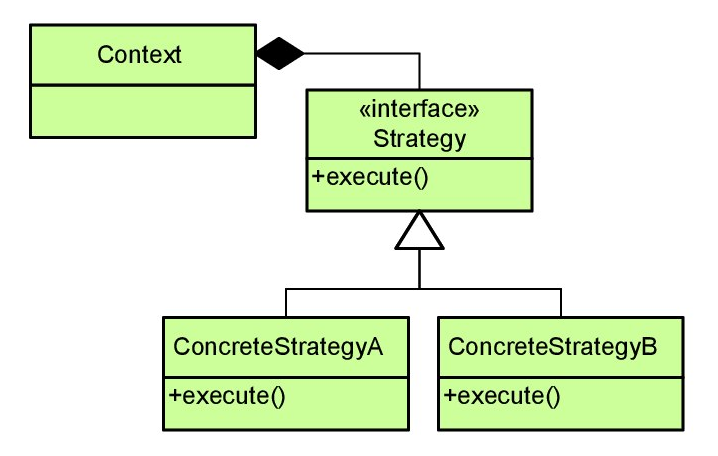 Context
«interface»
Strategy
+execute()
ConcreteStrategyA
+execute()
ConcreteStrategyB
+execute()